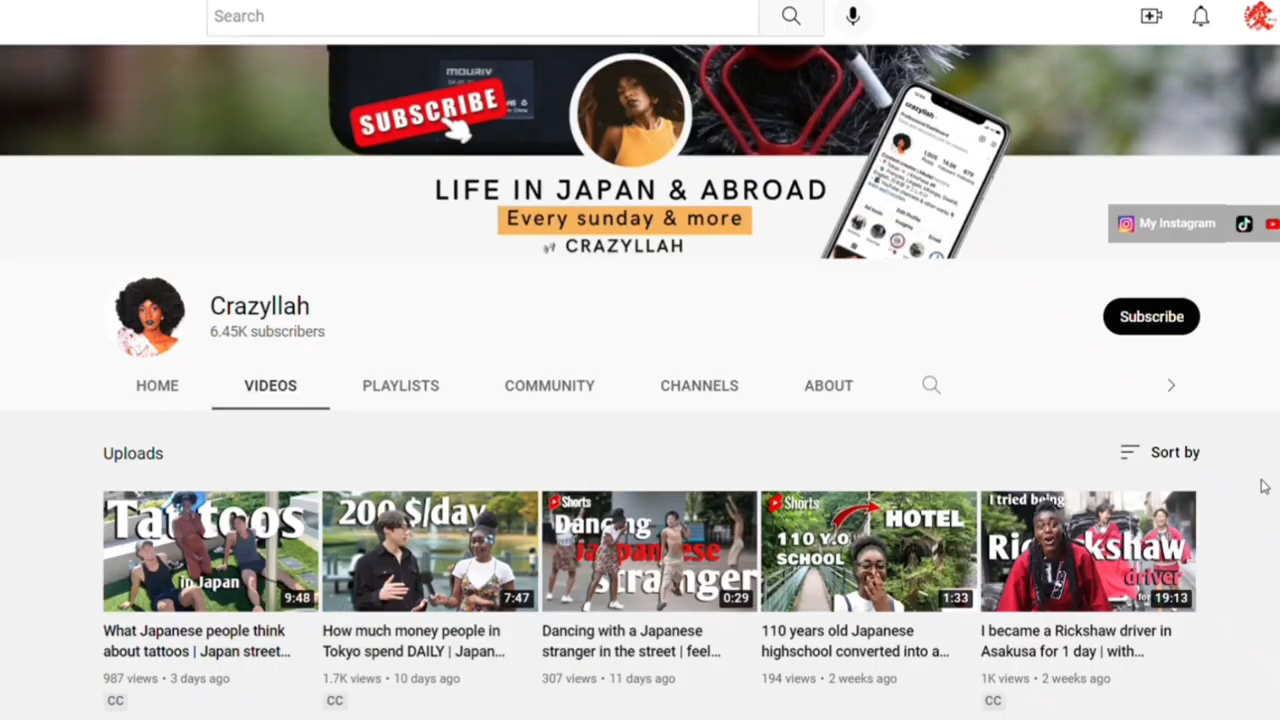 Search
MOURIV
SUBSCRIBE
crazyllah
LIFE IN JAPAN & ABROAD
Every sunday & more
by CRAZYLLAH
My Instagram
Crazyllah
6.45K subscribers
Subscribe
HOME
VIDEOS
PLAYLISTS
COMMUNITY
CHANNELS
ABOUT
Uploads
Sort by
Tattoos
in Japan
9:48
200 $/day
7:47
Shorts
Dancing
Japanese
stranger
0:29
Shorts
HOTEL
110 Y.O
SCHOOL
1:33
I tried being
Rickshaw
driver
19:13
What Japanese people think
about tattoos | Japan street...
987 views • 3 days ago
CC
How much money people in
Tokyo spend DAILY | Japan...
1.7K views • 10 days ago
CC
Dancing with a Japanese
stranger in the street | feel...
307 views • 11 days ago
110 years old Japanese
highschool converted into a...
194 views • 2 weeks ago
I became a Rickshaw driver in
Asakusa for 1 day | with...
1K views • 2 weeks ago
CC